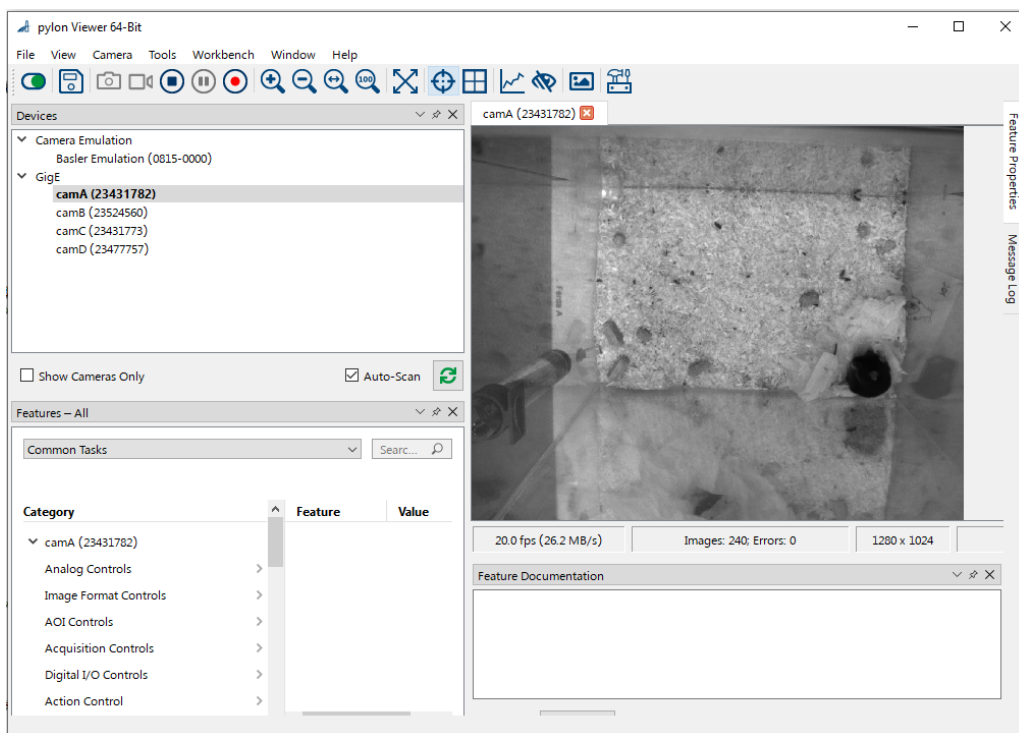 pylon Viewer 64-Bit
File View Camera Tools Workbench Window Help
100
Devices
Camera Emulation
Basler Emulation (0815-0000)
GigE
camA (23431782)
camB (23524560)
camC (23431773)
camD (23477757)
Show Cameras Only
Auto-Scan
Features – All
Common Tasks
Searc...
Category Feature Value
camA (23431782)
Analog Controls
Image Format Controls
AOI Controls
Acquisition Controls
Digital I/O Controls
Action Control
camA (23431782)
20.0 fps (26.2 MB/s) Images: 240; Errors: 0 1280 x 1024
Feature Documentation
Feature Properties
Message Log